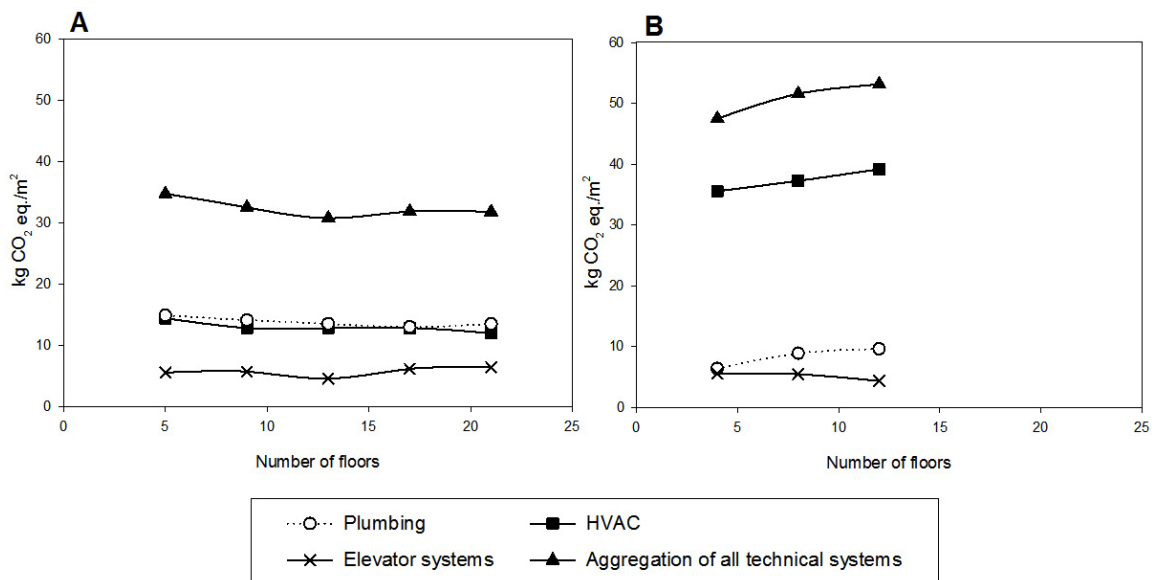 A
60
50
40
30
20
10
0
kg CO₂ eq./m²
0 5 10 15 20 25
Number of floors
B
60
50
40
30
20
10
0
kg CO₂ eq./m²
0 5 10 15 20 25
Number of floors
Plumbing
HVAC
Elevator systems
Aggregation of all technical systems